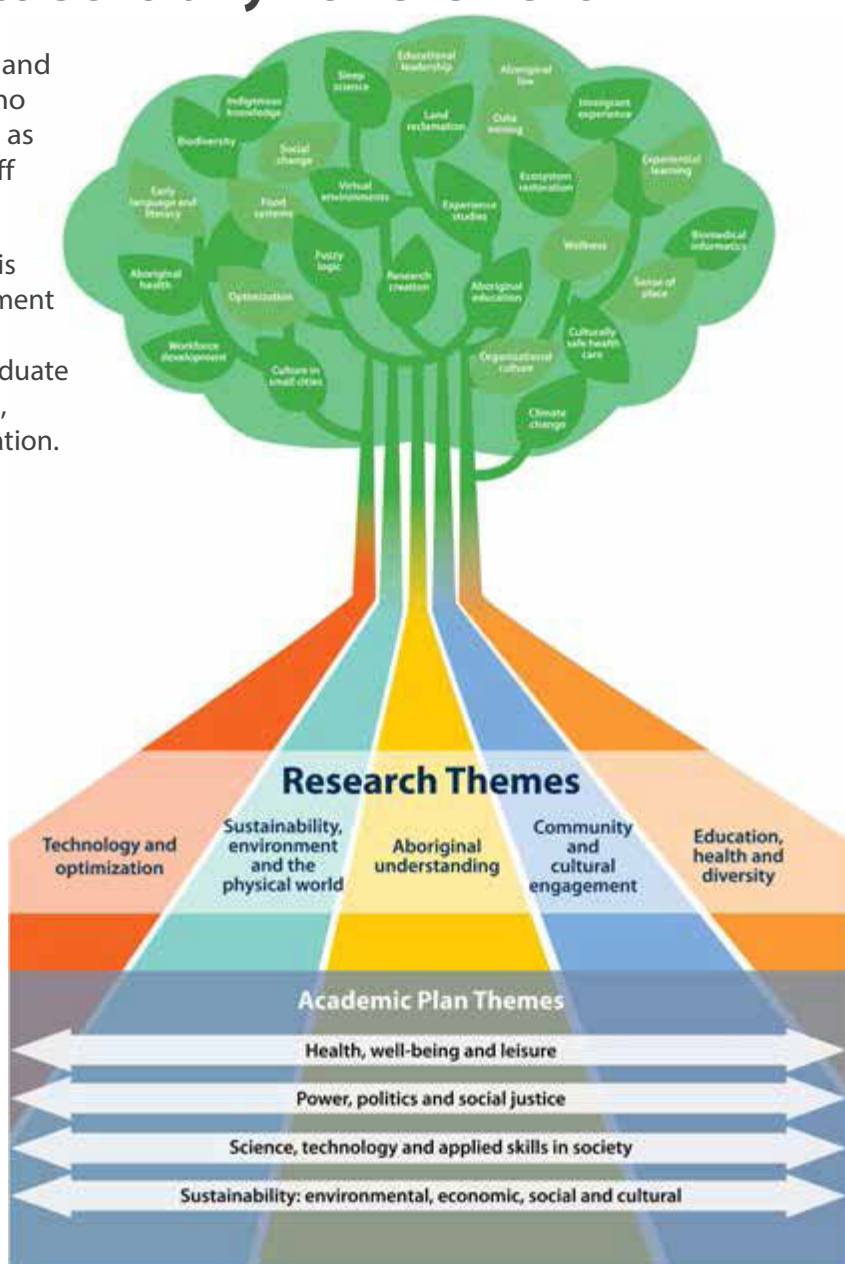 and
no
as
ff
is
ment
duate
,
ation.
Sleep
science
Educational
leadership
Aboriginal
law
Indigenous
knowledge
Land
reclamation
Data
mining
Immigrant
experience
Biodiversity
Social
change
Ecosystem
restoration
Experiential
learning
Early
language and
literacy
Food
systems
Virtual
environments
Experience
studies
Wellness
Biomedical
informatics
Aboriginal
health
Fuzzy
logic
Research
creation
Aboriginal
education
Sense of
place
Optimization
Workforce
development
Culture in
small cities
Organizational
culture
Culturally
safe health
care
Climate
change
Research Themes
Technology and
optimization
Sustainability,
environment
and the
physical world
Aboriginal
understanding
Community
and
cultural
engagement
Education,
health and
diversity
Academic Plan Themes
Health, well-being and leisure
Power, politics and social justice
Science, technology and applied skills in society
Sustainability: environmental, economic, social and cultural